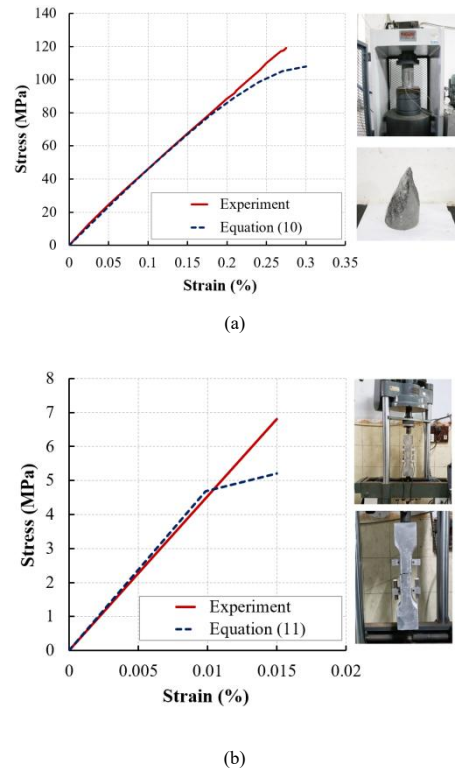 140
120
100
80
60
40
20
0
Stress (MPa)
Experiment
Equation (10)
0 0.05 0.1 0.15 0.2 0.25 0.3 0.35
Strain (%)
(a)
8
7
6
5
4
3
2
1
0
Stress (MPa)
Experiment
Equation (11)
0 0.005 0.01 0.015 0.02
Strain (%)
(b)